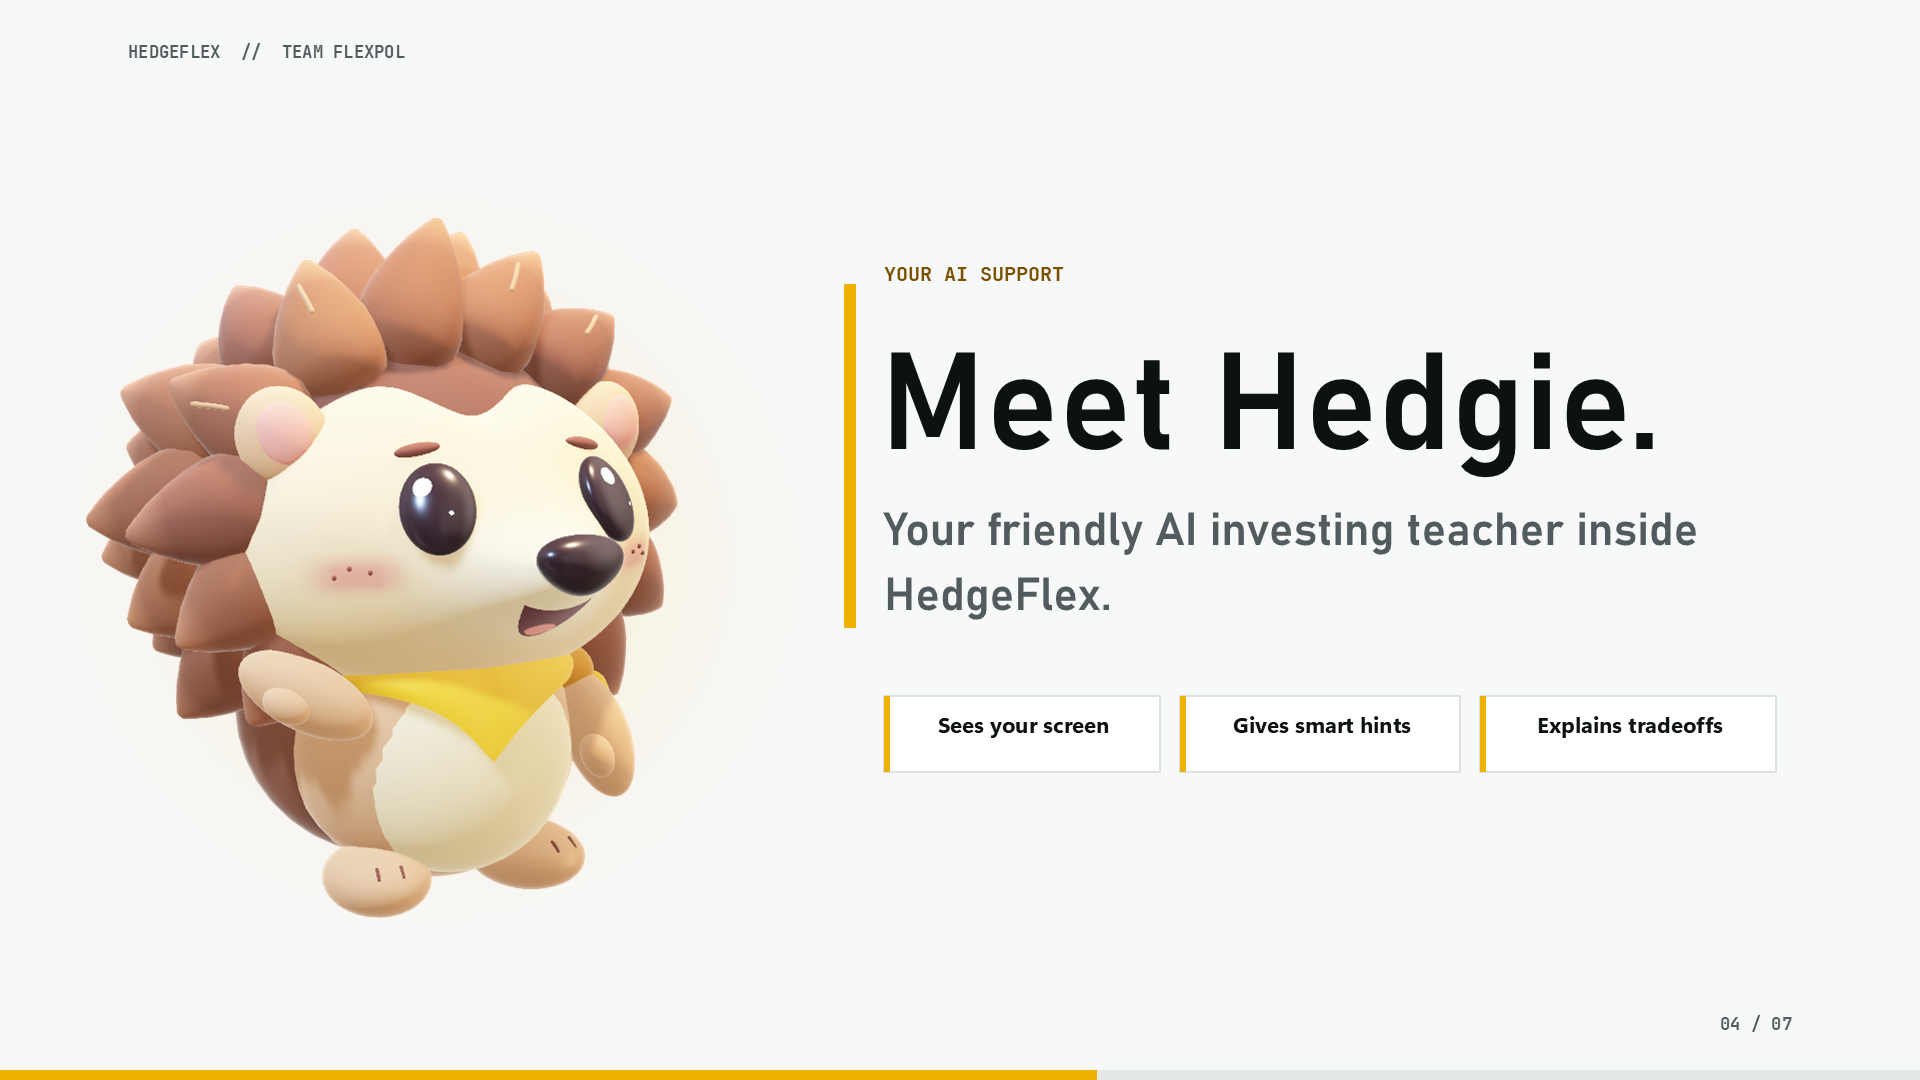 HEDGEFLEX // TEAM FLEXPOL
YOUR AI SUPPORT
Meet Hedgie.
Your friendly AI investing teacher inside
HedgeFlex.
Sees your screen
Gives smart hints
Explains tradeoffs
04 / 07